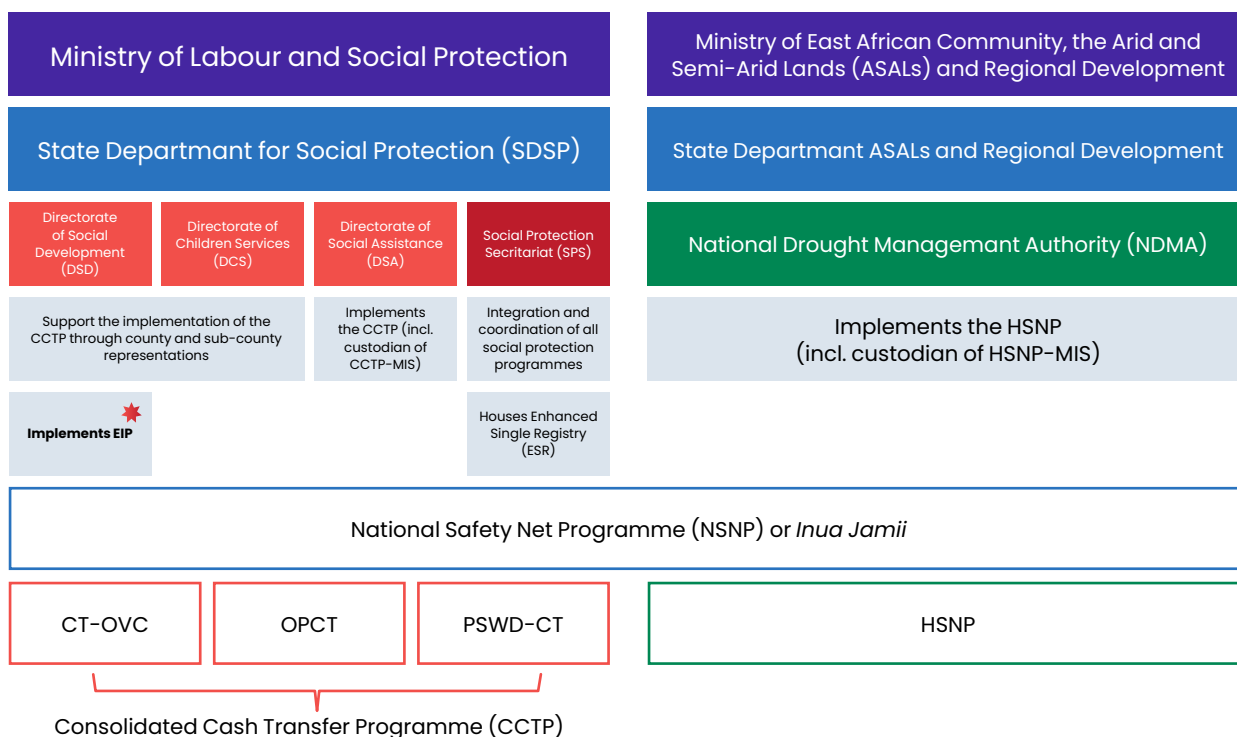 Ministry of Labour and Social Protection
Ministry of East African Community, the Arid and
Semi-Arid Lands (ASALs) and Regional Development
State Departmant for Social Protection (SDSP)
State Departmant ASALs and Regional Development
Directorate
of Social
Development
(DSD)
Directorate of
Children Services
(DCS)
Directorate of
Social Assistance
(DSA)
Social Protection
Secritariat (SPS)
National Drought Managemant Authority (NDMA)
Support the implementation of the
CCTP through county and sub-county
representations
Implements
the CCTP (incl.
custodian of
CCTP-MIS)
Integration and
coordination of all
social protection
programmes
Implements the HSNP
(incl. custodian of HSNP-MIS)
Implements EIP
Houses Enhanced
Single Registry
(ESR)
National Safety Net Programme (NSNP) or Inua Jamii
CT-OVC
OPCT
PSWD-CT
HSNP
Consolidated Cash Transfer Programme (CCTP)